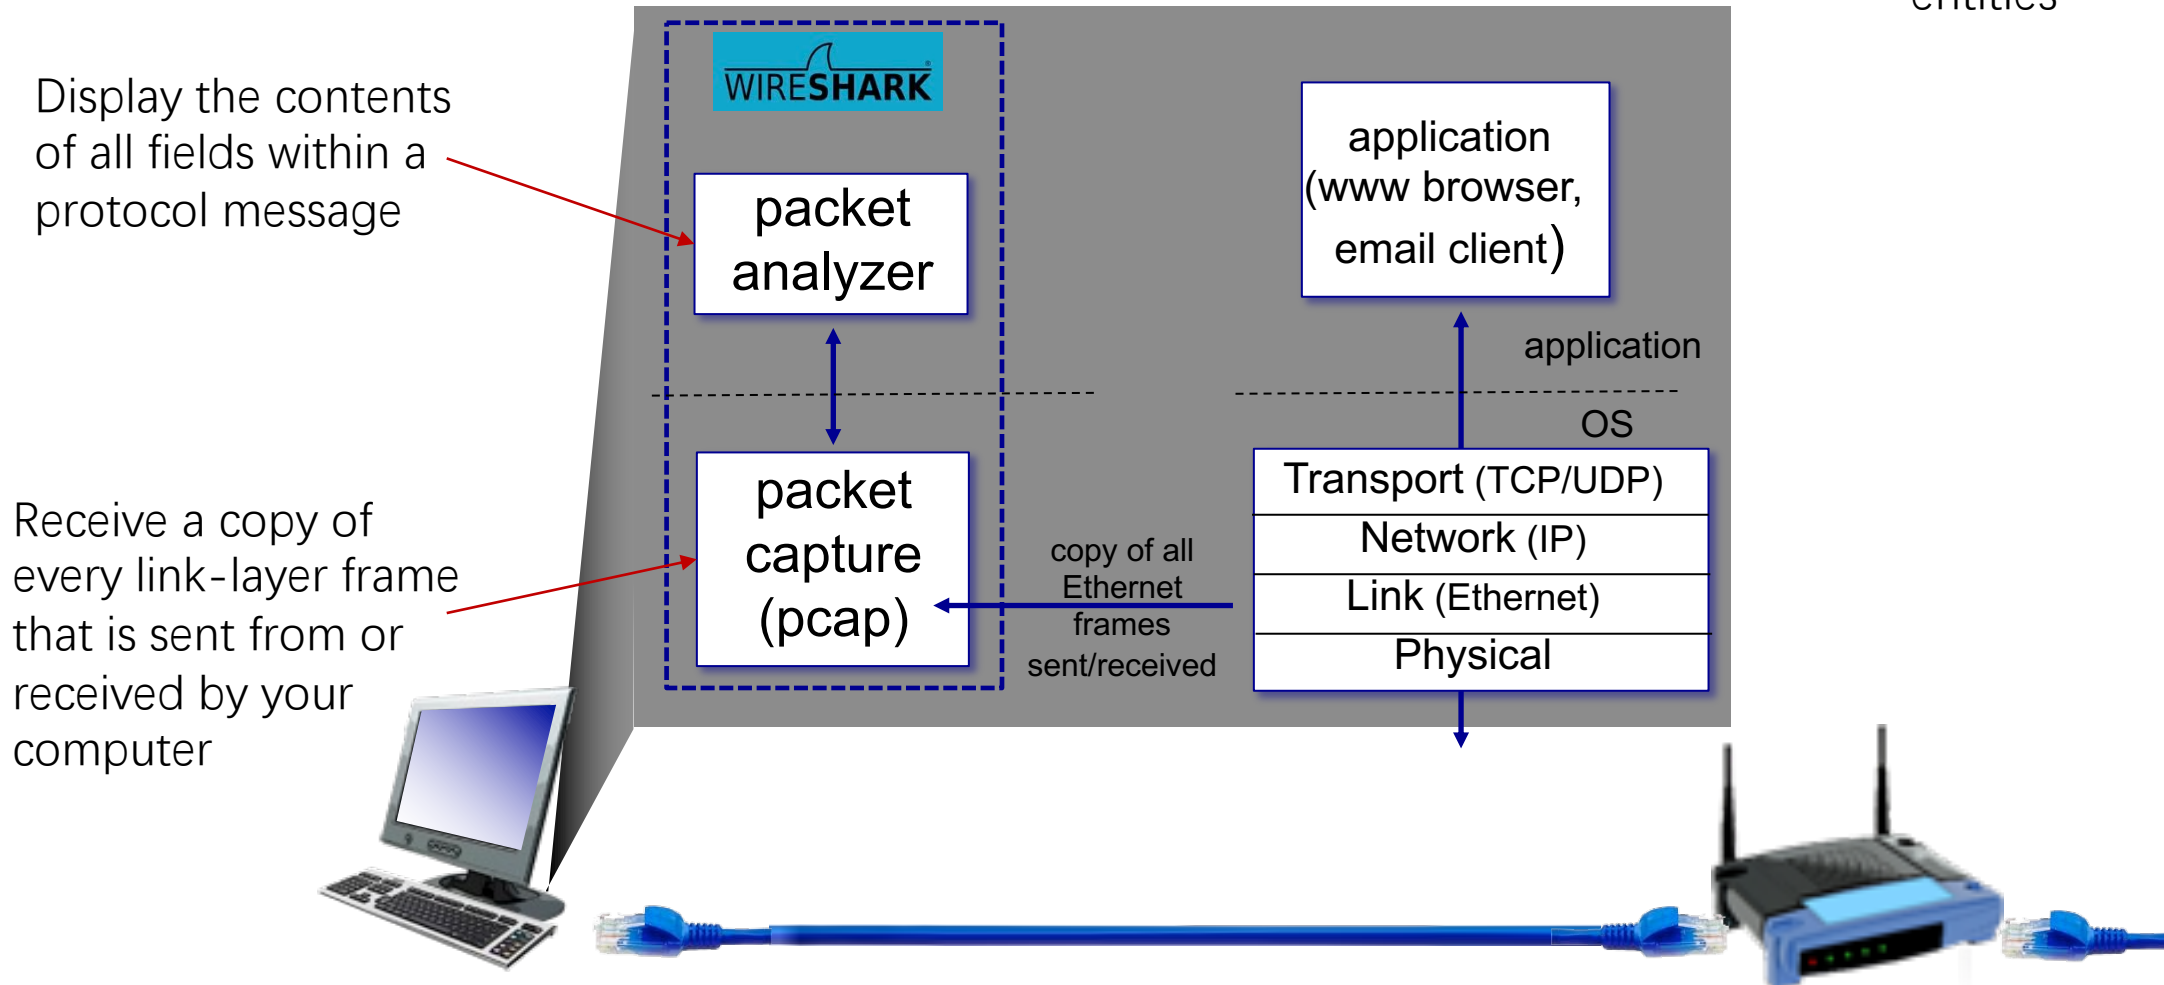 entities
Display the contents
of all fields within a
protocol message
WIRESHARK
packet
analyzer
application
(www browser,
email client)
application
OS
Receive a copy of
every link-layer frame
that is sent from or
received by your
computer
packet
capture
(pcap)
copy of all
Ethernet
frames
sent/received
Transport (TCP/UDP)
Network (IP)
Link (Ethernet)
Physical